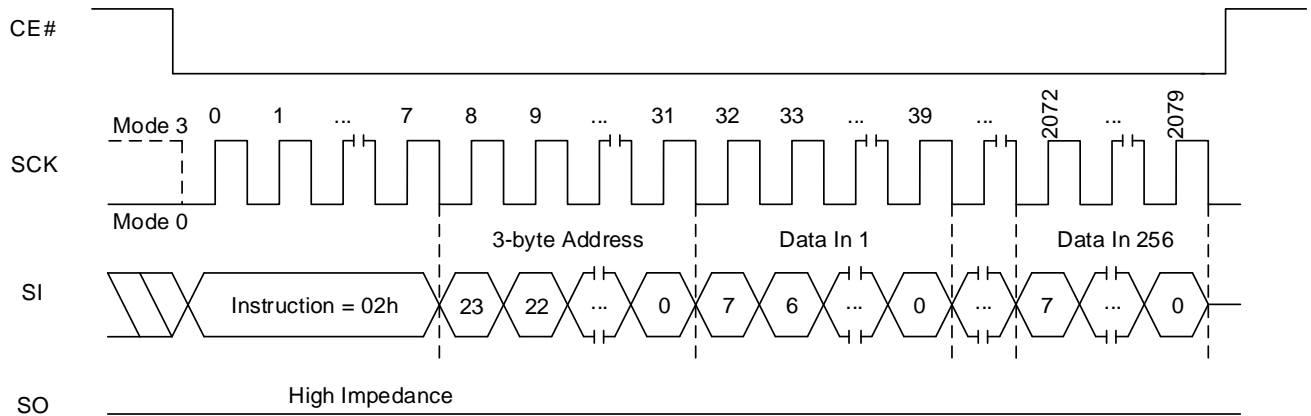 CE#
Mode 3
0 1 ... 7 8 9 ... 31 32 33 ... 39 ... 2072 ... 2079
SCK
Mode 0
3-byte Address Data In 1 Data In 256
SI
Instruction = 02h 23 22 ... 0 7 6 ... 0 ... 7 ... 0
High Impedance
SO